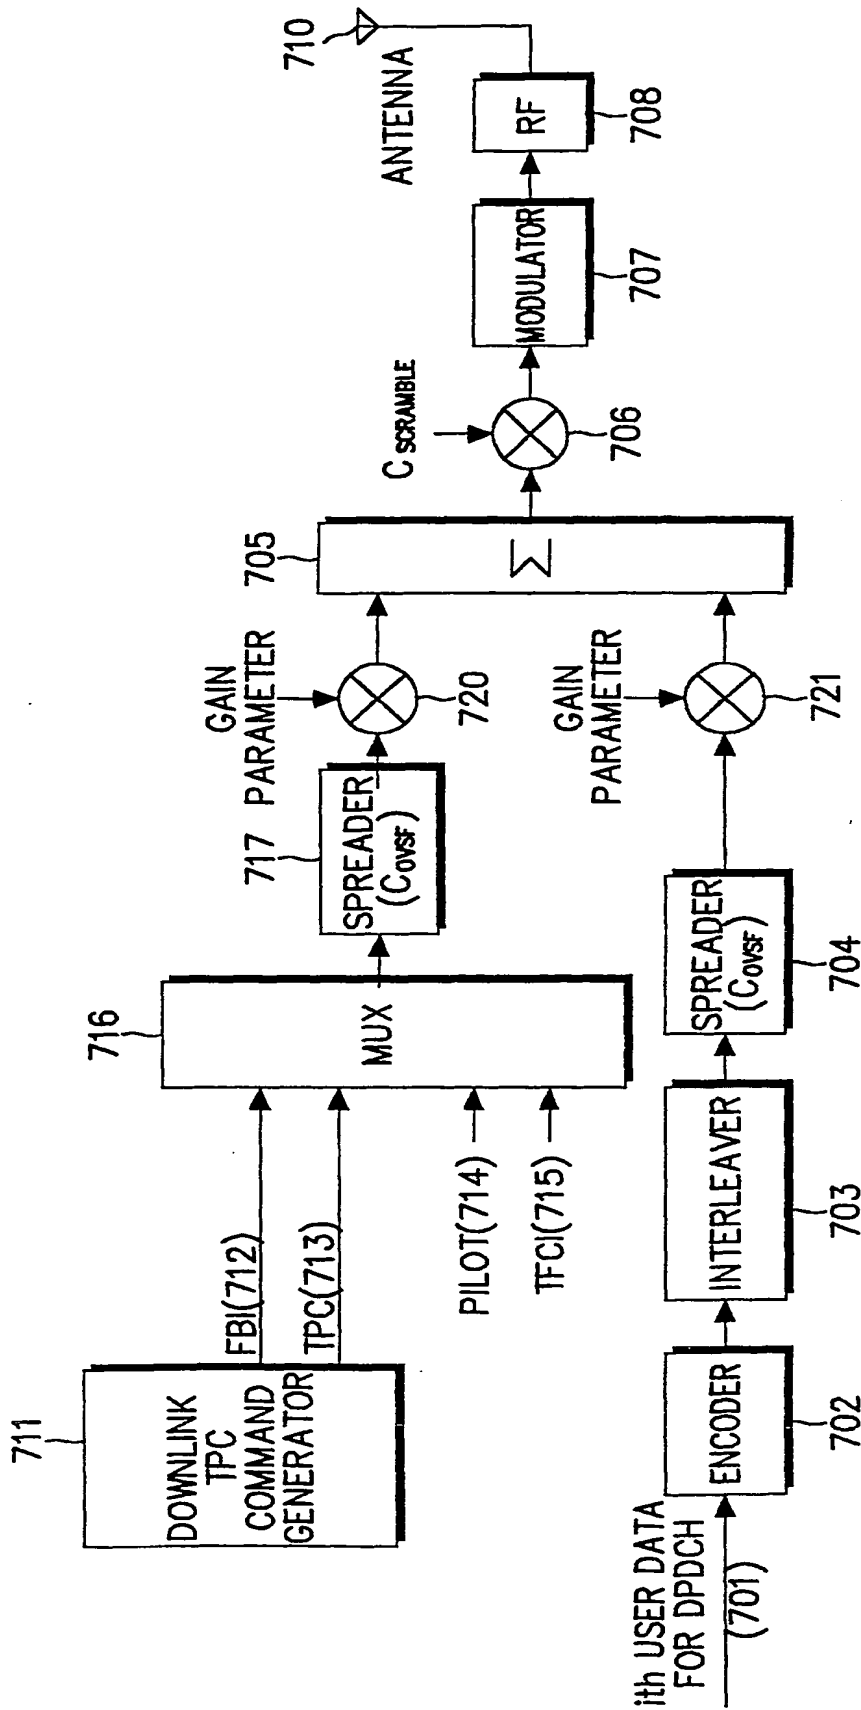 711
DOWNLINK
TPC
COMMAND
GENERATOR
FBI(712)
TPC(713)
PILOT(714)
TFCI(715)
716
MUX
717
SPREADER
(COVSF)
GAIN
PARAMETER
720
705
Σ
C SCRAMBLE
706
MODULATOR
707
RF
708
ANTENNA
710
ith USER DATA
FOR DPDCH
(701)
ENCODER
702
INTERLEAVER
703
SPREADER
(COVSF)
704
GAIN
PARAMETER
721